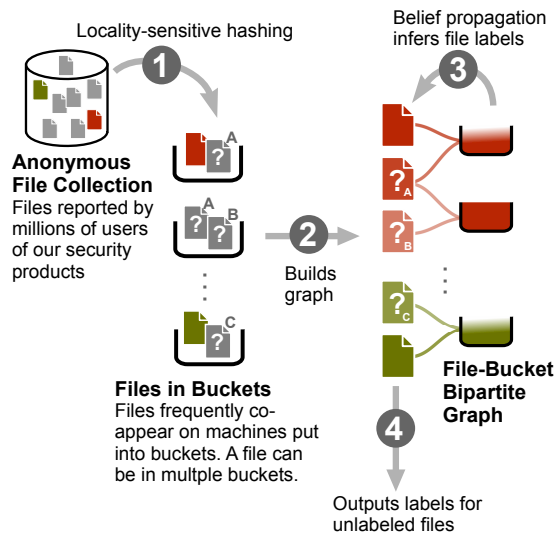 Locality-sensitive hashing
1
Anonymous
File Collection
Files reported by
millions of users
of our security
products
A
?
A
B
?
?
C
?
Files in Buckets
Files frequently co-
appear on machines put
into buckets. A file can
be in multple buckets.
2
Builds
graph
Belief propagation
infers file labels
3
?A
?B
?C
File-Bucket
Bipartite
Graph
4
Outputs labels for
unlabeled files